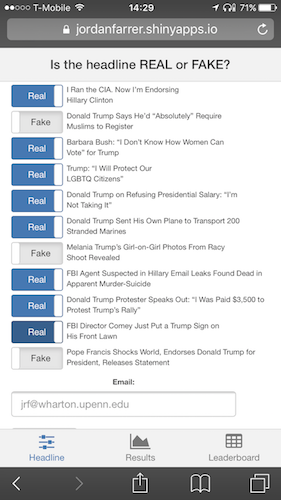 T-Mobile 14:29 71%
jordanfarrer.shinyapps.io
Is the headline REAL or FAKE?
Real I Ran the CIA. Now I'm Endorsing
Hillary Clinton
Fake Donald Trump Says He'd "Absolutely" Require
Muslims to Register
Real Barbara Bush: "I Don't Know How Women Can
Vote" for Trump
Real Trump: "I Will Protect Our
LGBTQ Citizens"
Real Donald Trump on Refusing Presidential Salary: "I'm
Not Taking It"
Real Donald Trump Sent His Own Plane to Transport 200
Stranded Marines
Fake Melania Trump's Girl-on-Girl Photos From Racy
Shoot Revealed
Real FBI Agent Suspected in Hillary Email Leaks Found Dead in
Apparent Murder-Suicide
Real Donald Trump Protester Speaks Out: "I Was Paid $3,500 to
Protest Trump's Rally"
Real FBI Director Comey Just Put a Trump Sign on
His Front Lawn
Fake Pope Francis Shocks World, Endorses Donald Trump for
President, Releases Statement
Email:
jrf@wharton.upenn.edu
Headline Results Leaderboard